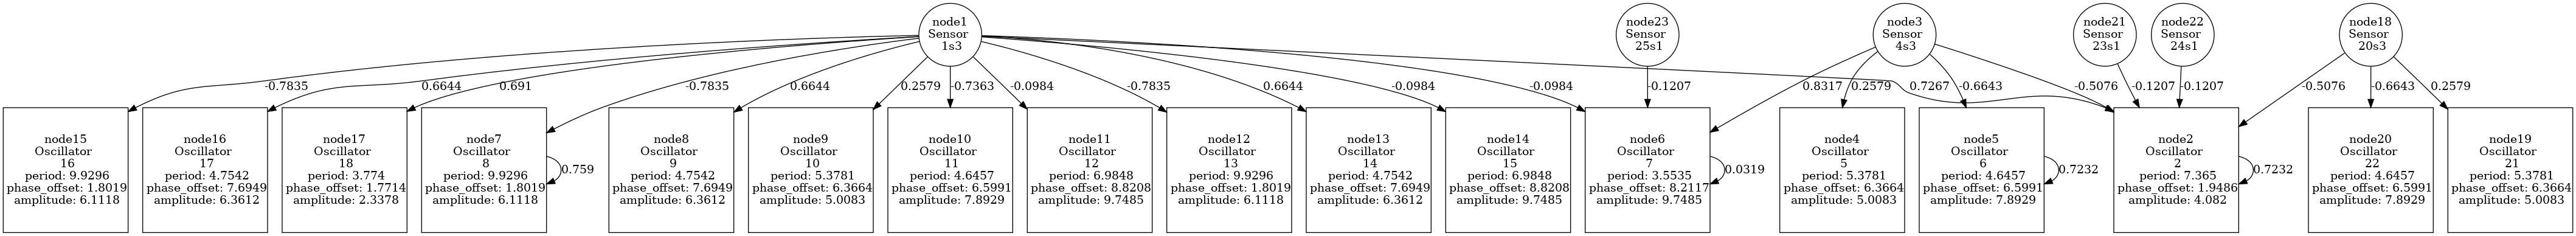 node1
Sensor
1s3
node23
Sensor
25s1
node3
Sensor
4s3
node21
Sensor
23s1
node22
Sensor
24s1
node18
Sensor
20s3
-0.7835
0.6644
0.691
-0.7835
0.6644
0.2579
-0.7363
-0.0984
-0.7835
0.6644
-0.0984
-0.0984
-0.1207
0.8317
0.2579
0.7267
-0.6643
-0.5076
-0.1207
-0.1207
-0.5076
-0.6643
0.2579
node15
Oscillator
16
period: 9.9296
phase_offset: 1.8019
amplitude: 6.1118
node16
Oscillator
17
period: 4.7542
phase_offset: 7.6949
amplitude: 6.3612
node17
Oscillator
18
period: 3.774
phase_offset: 1.7714
amplitude: 2.3378
node7
Oscillator
8
period: 9.9296
phase_offset: 1.8019
amplitude: 6.1118
0.759
node8
Oscillator
9
period: 4.7542
phase_offset: 7.6949
amplitude: 6.3612
node9
Oscillator
10
period: 5.3781
phase_offset: 6.3664
amplitude: 5.0083
node10
Oscillator
11
period: 4.6457
phase_offset: 6.5991
amplitude: 7.8929
node11
Oscillator
12
period: 6.9848
phase_offset: 8.8208
amplitude: 9.7485
node12
Oscillator
13
period: 9.9296
phase_offset: 1.8019
amplitude: 6.1118
node13
Oscillator
14
period: 4.7542
phase_offset: 7.6949
amplitude: 6.3612
node14
Oscillator
15
period: 6.9848
phase_offset: 8.8208
amplitude: 9.7485
node6
Oscillator
7
period: 3.5535
phase_offset: 8.2117
amplitude: 9.7485
0.0319
node4
Oscillator
5
period: 5.3781
phase_offset: 6.3664
amplitude: 5.0083
node5
Oscillator
6
period: 4.6457
phase_offset: 6.5991
amplitude: 7.8929
0.7232
node2
Oscillator
2
period: 7.365
phase_offset: 1.9486
amplitude: 4.082
0.7232
node20
Oscillator
22
period: 4.6457
phase_offset: 6.5991
amplitude: 7.8929
node19
Oscillator
21
period: 5.3781
phase_offset: 6.3664
amplitude: 5.0083